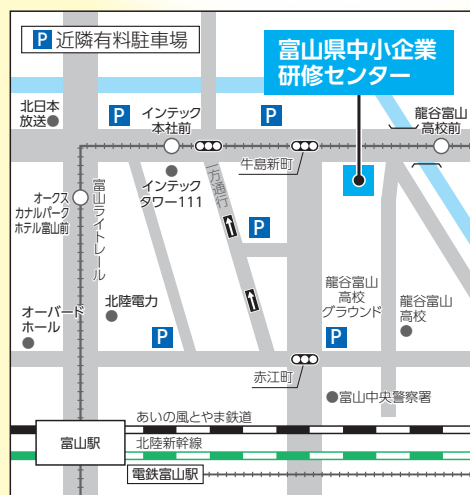 P 近隣有料駐車場
富山県中小企業
研修センター
北日本
放送
P
インテック
本社前
P
龍谷富山
高校前
牛島新町
インテック
タワー111
一方通行
オークス
カナルパーク
ホテル富山前
富山ライトレール
P
龍谷富山
高校
グラウンド
龍谷富山
高校
オーバード
ホール
北陸電力
P
P
赤江町
富山中央警察署
あいの風とやま鉄道
富山駅
北陸新幹線
電鉄富山駅